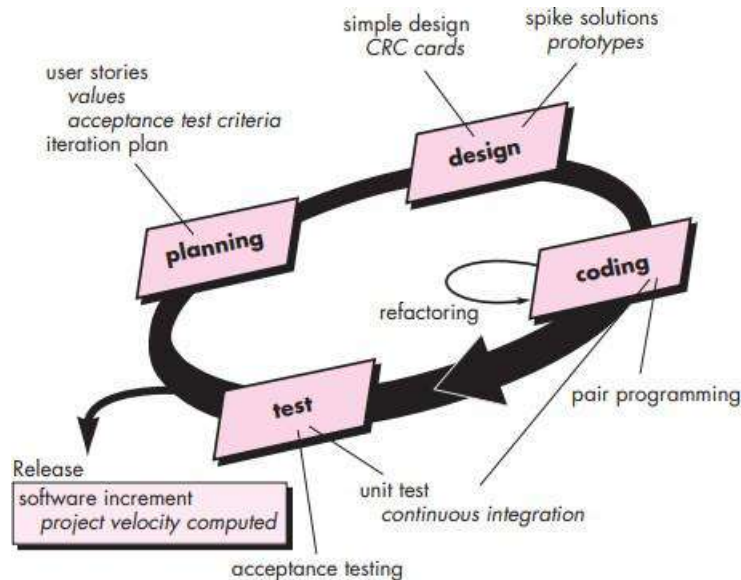 simple design
CRC cards
spike solutions
prototypes
user stories
values
acceptance test criteria
iteration plan
design
planning
coding
refactoring
test
pair programming
Release
software increment
project velocity computed
unit test
continuous integration
acceptance testing